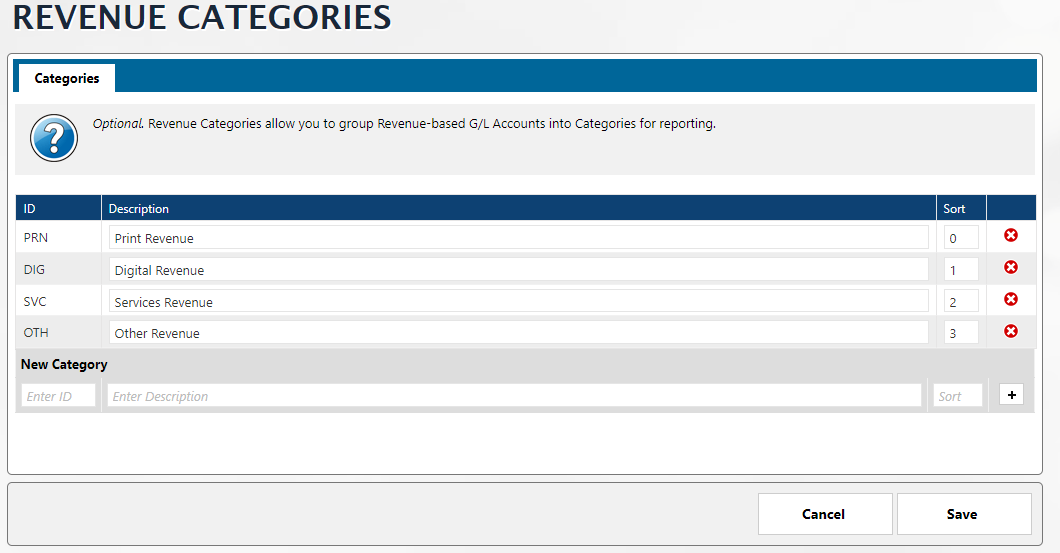 REVENUE CATEGORIES
Categories
?
Optional. Revenue Categories allow you to group Revenue-based G/L Accounts into Categories for reporting.
ID Description Sort
PRN Print Revenue 0
DIG Digital Revenue 1
SVC Services Revenue 2
OTH Other Revenue 3
New Category
Enter ID Enter Description Sort +
Cancel Save